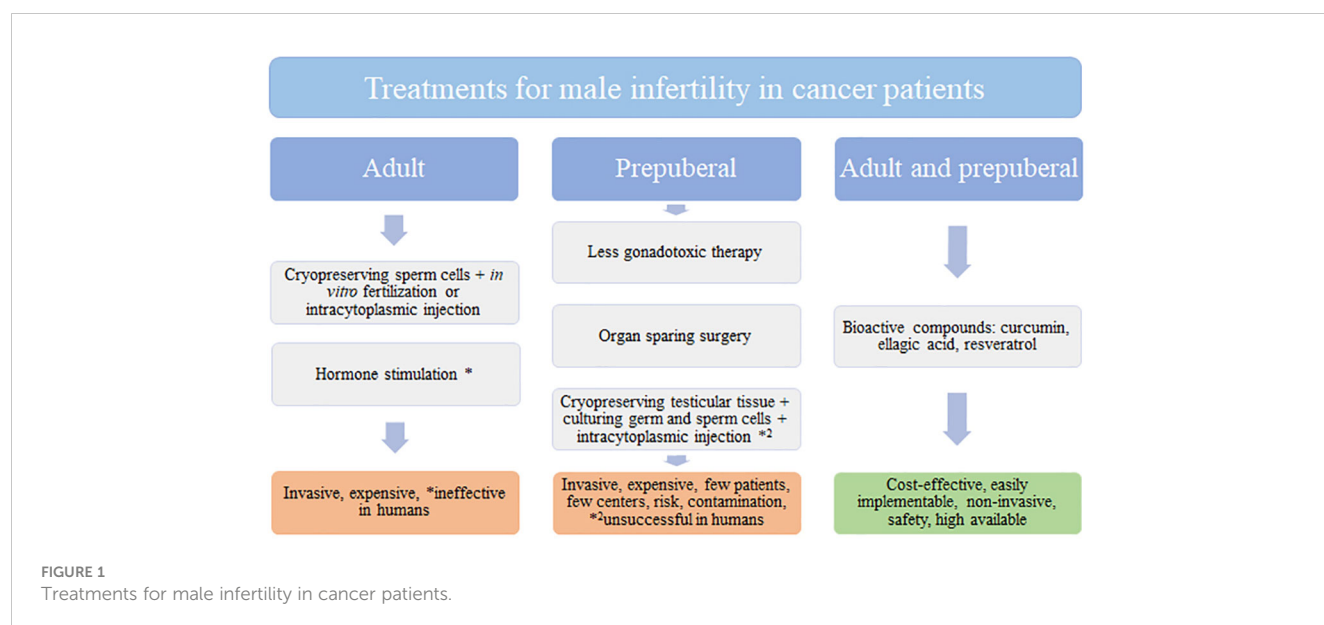 Treatments for male infertility in cancer patients
Adult
Prepuberal
Adult and prepuberal
Cryopreserving sperm cells + in
vitro fertilization or
intracytoplasmic injection
Hormone stimulation *
Invasive, expensive, *ineffective
in humans
Less gonadotoxic therapy
Organ sparing surgery
Cryopreserving testicular tissue +
culturing germ and sperm cells +
intracytoplasmic injection *2
Invasive, expensive, few patients,
few centers, risk, contamination,
*2unsuccessful in humans
Bioactive compounds: curcumin,
ellagic acid, resveratrol
Cost-effective, easily
implementable, non-invasive,
safety, high available
FIGURE 1
Treatments for male infertility in cancer patients.